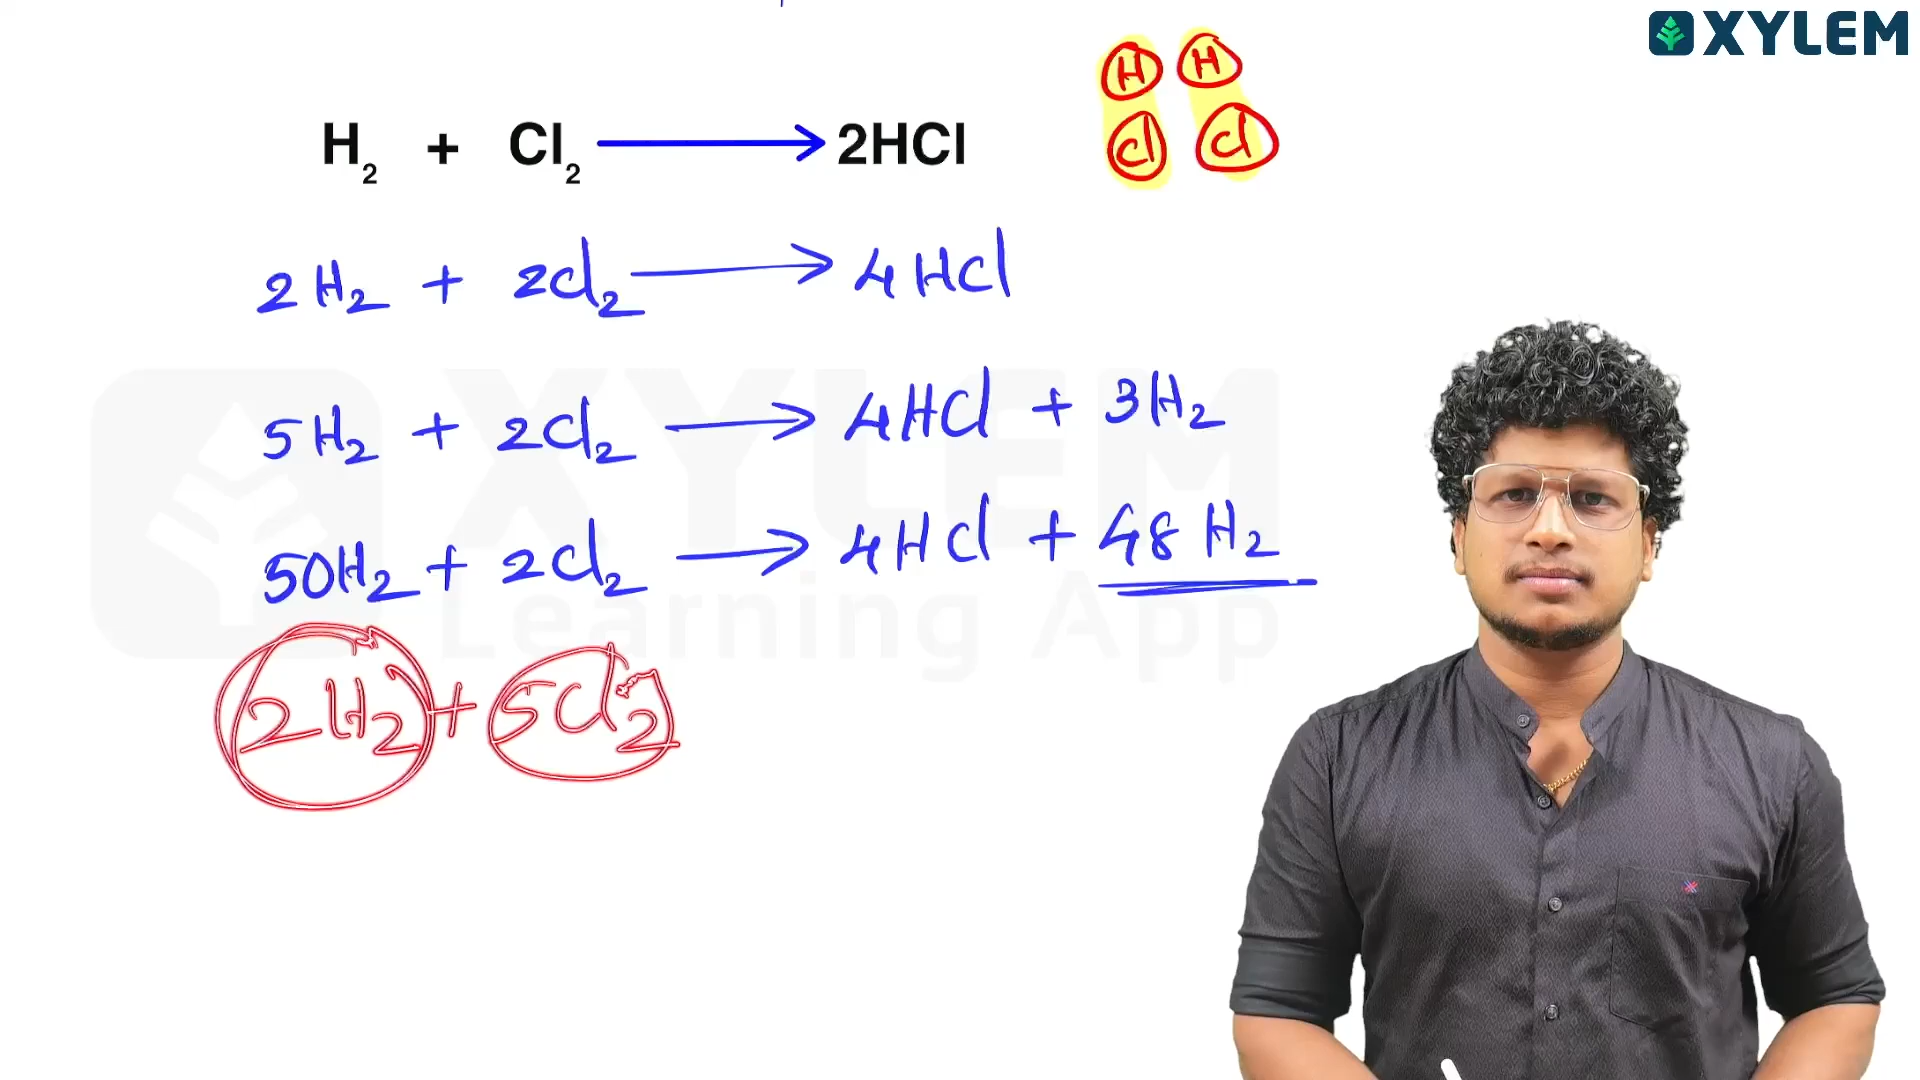 XYLEM
H H
Cl Cl
H₂ + Cl₂ ⟶ 2HCl
2H₂ + 2Cl₂ ⟶ 4HCl
5H₂ + 2Cl₂ ⟶ 4HCl + 3H₂
50H₂ + 2Cl₂ ⟶ 4HCl + 48H₂
2H₂ + 5Cl₂
XYLEM
Learning App